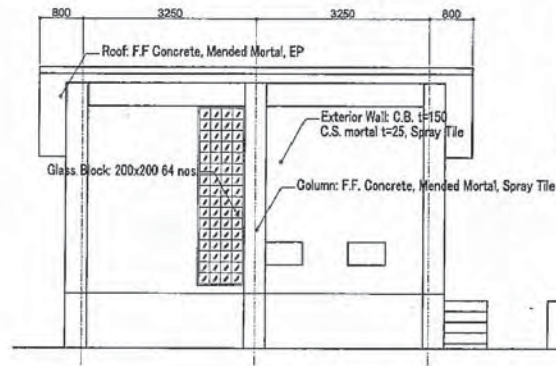 800 3250 3250 800
Roof: F.F Concrete, Mended Mortal, EP
Exterior Wall: C.B. t=150
C.S. mortal t=25, Spray Tile
Glass Block: 200x200 64 nos.
Column: F.F. Concrete, Mended Mortal, Spray Tile